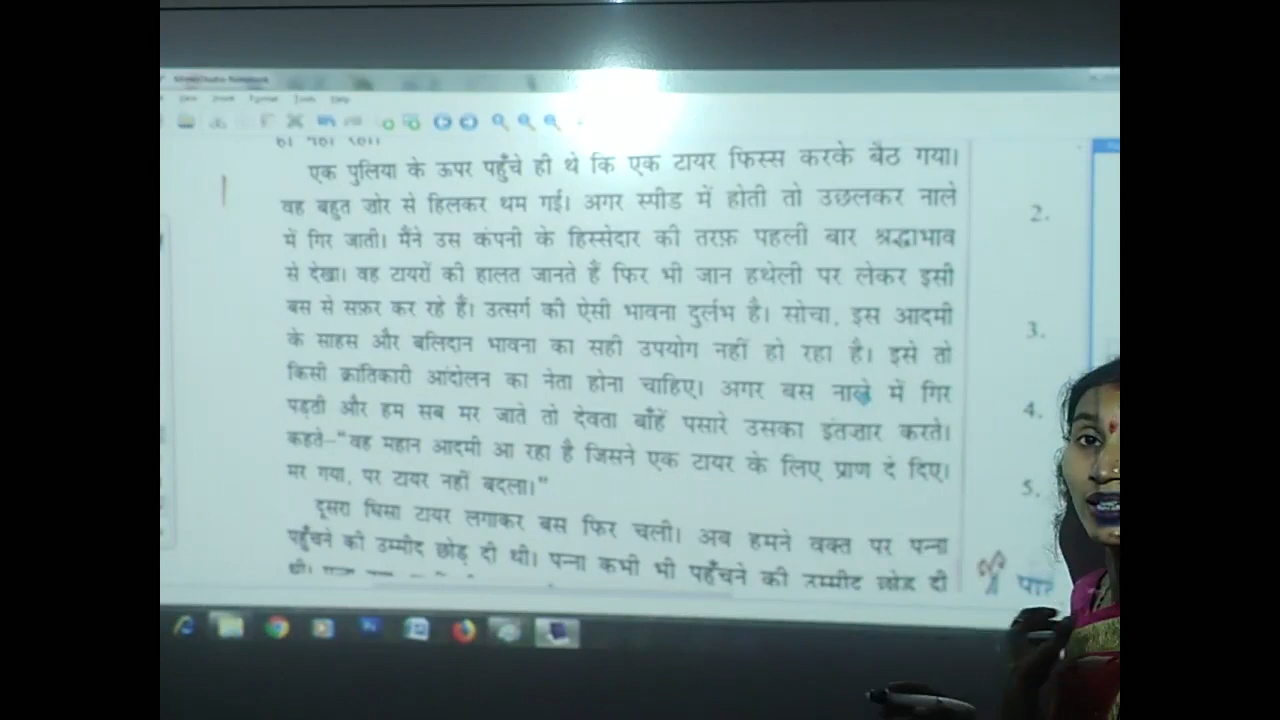 एक पुलिया के ऊपर पहुँचे ही थे कि एक टायर फिस्स करके बैठ गया।
वह बहुत ज़ोर से हिलकर थम गई। अगर स्पीड में होती तो उछलकर नाले
में गिर जाती। मैंने उस कंपनी के हिस्सेदार की तरफ़ पहली बार श्रद्धाभाव
से देखा। वह टायरों की हालत जानते हैं फिर भी जान हथेली पर लेकर इसी
बस से सफ़र कर रहे हैं। उत्सर्ग की ऐसी भावना दुर्लभ है। सोचा, इस आदमी
के साहस और बलिदान भावना का सही उपयोग नहीं हो रहा है। इसे तो
किसी क्रांतिकारी आंदोलन का नेता होना चाहिए। अगर बस नाले में गिर
पड़ती और हम सब मर जाते तो देवता बाँहें पसारे उसका इंतज़ार करते।
कहते-"वह महान आदमी आ रहा है जिसने एक टायर के लिए प्राण दे दिए।
मर गया, पर टायर नहीं बदला।"
दूसरा घिसा टायर लगाकर बस फिर चली। अब हमने वक्त पर पन्ना
पहुँचने की उम्मीद छोड़ दी थी। पन्ना कभी भी पहुँचने की उम्मीद छोड़ दी
थी।
2.
3.
4.
5.